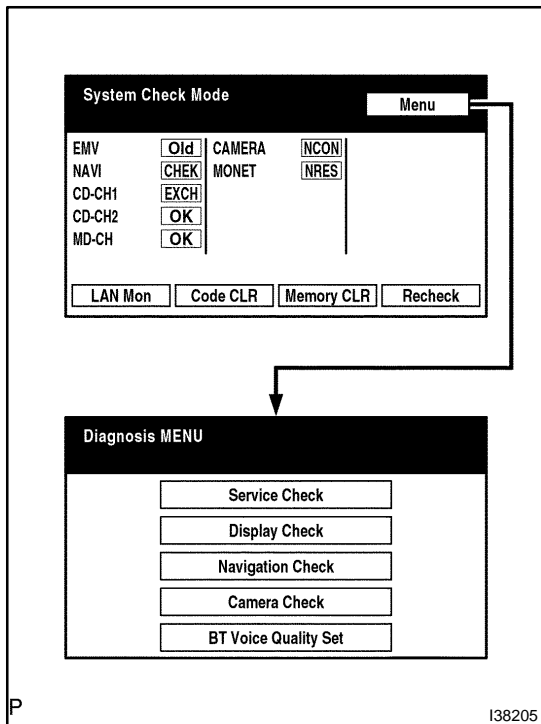 System Check Mode
Menu
EMV Old CAMERA NCON
NAVI CHEK MONET NRES
CD-CH1 EXCH
CD-CH2 OK
MD-CH OK
LAN Mon Code CLR Memory CLR Recheck
Diagnosis MENU
Service Check
Display Check
Navigation Check
Camera Check
BT Voice Quality Set
P
I38205